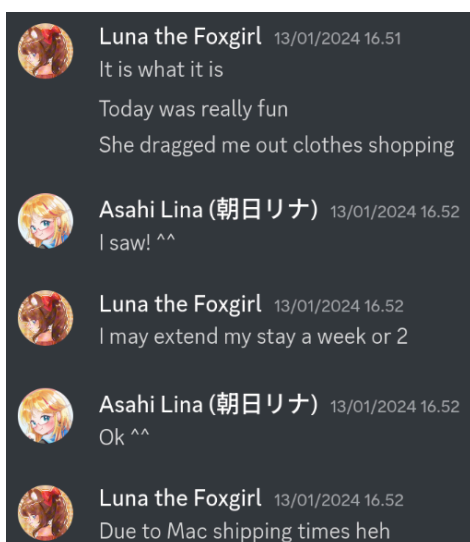 Luna the Foxgirl 13/01/2024 16.51
It is what it is
Today was really fun
She dragged me out clothes shopping
Asahi Lina (朝日リナ) 13/01/2024 16.52
I saw! ^^
Luna the Foxgirl 13/01/2024 16.52
I may extend my stay a week or 2
Asahi Lina (朝日リナ) 13/01/2024 16.52
Ok ^^
Luna the Foxgirl 13/01/2024 16.52
Due to Mac shipping times heh